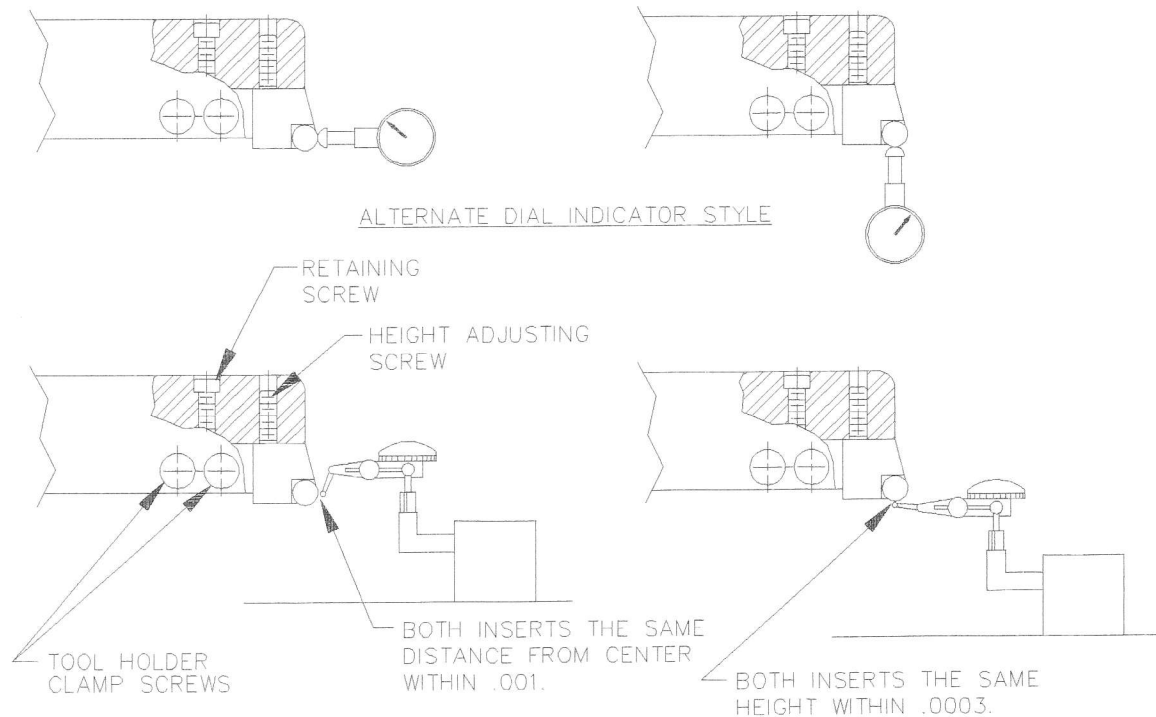 ALTERNATE DIAL INDICATOR STYLE
RETAINING
SCREW
HEIGHT ADJUSTING
SCREW
TOOL HOLDER
CLAMP SCREWS
BOTH INSERTS THE SAME
DISTANCE FROM CENTER
WITHIN .001.
BOTH INSERTS THE SAME
HEIGHT WITHIN .0003.